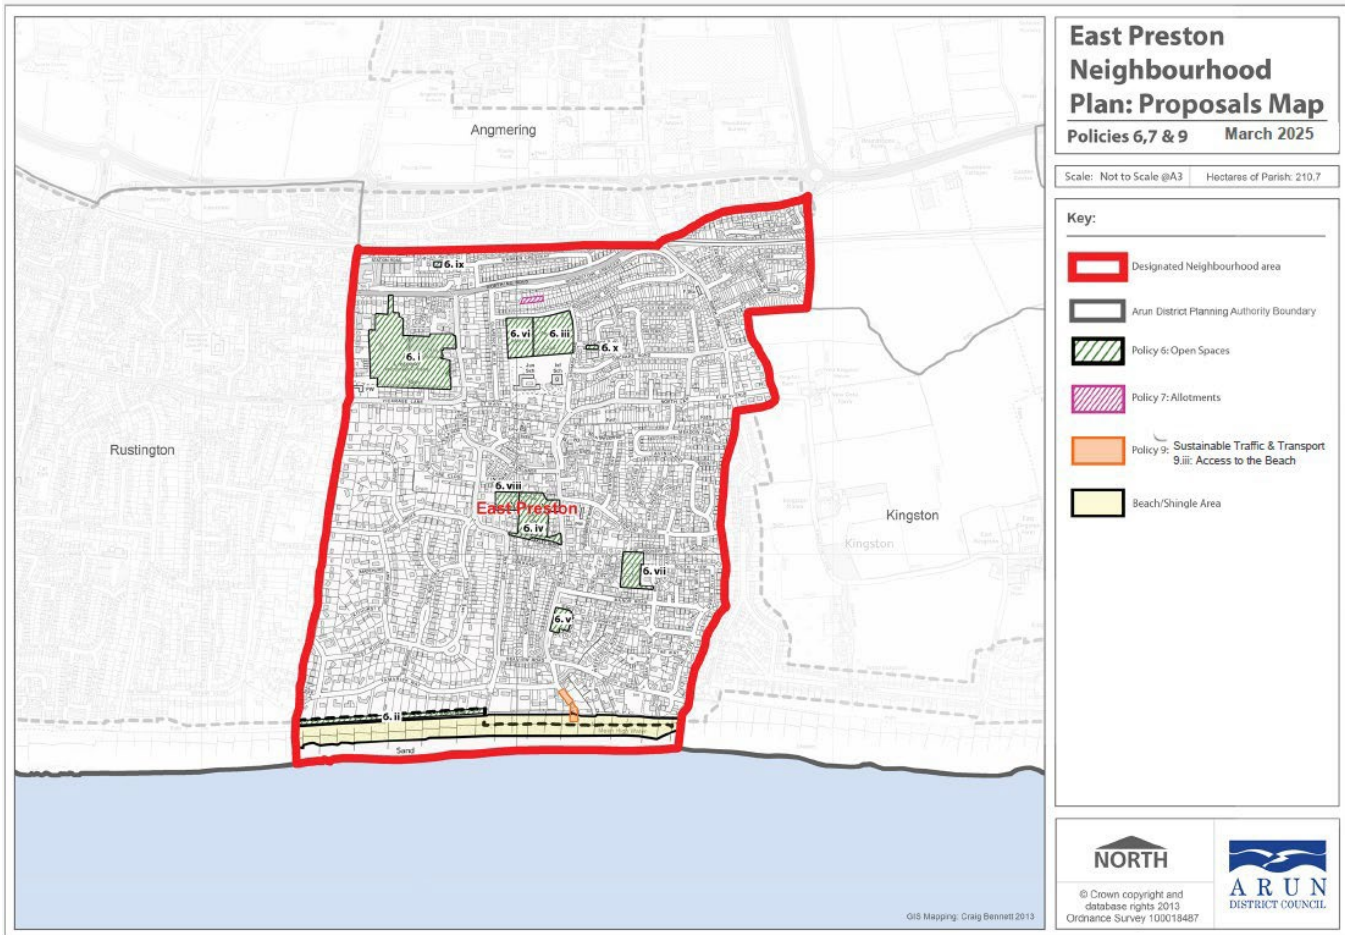 East Preston
Neighbourhood
Plan: Proposals Map
Policies 6,7 & 9 March 2025
Scale: Not to Scale @A3 Hectares of Parish: 210.7
Key:
Designated Neighbourhood area
Arun District Planning Authority Boundary
Policy 6: Open Spaces
Policy 7: Allotments
Policy 9: Sustainable Traffic & Transport
9.iii: Access to the Beach
Beach/Shingle Area
NORTH
© Crown copyright and
database rights 2013
Ordnance Survey 100018487
ARUN
DISTRICT COUNCIL
Angmering
6. ix
6. vi
6. iii
6. i
6. x
Rustington
6. viii
East Preston
6. iv
Kingston
Kingston
6. vii
6. v
6. ii
Sand
GIS Mapping: Craig Bennett 2013